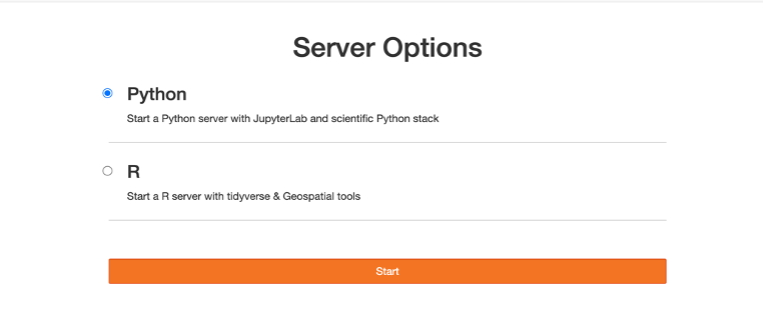 Server Options
Python
Start a Python server with JupyterLab and scientific Python stack
R
Start a R server with tidyverse & Geospatial tools
Start